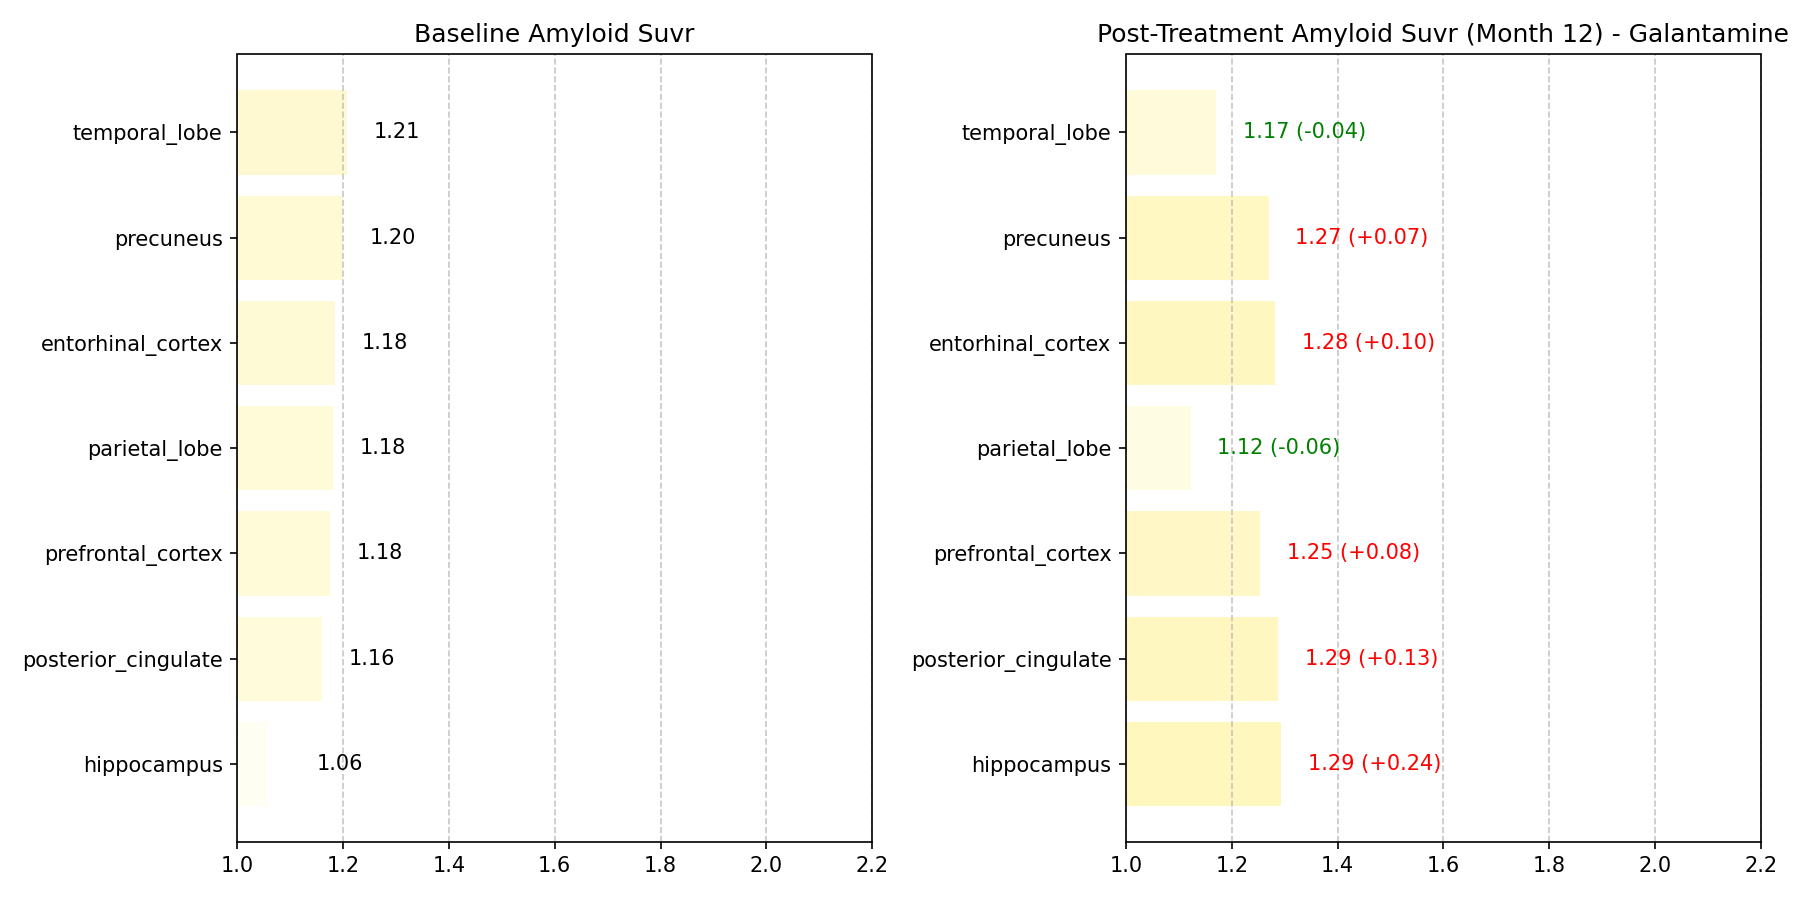 Baseline Amyloid Suvr
temporal_lobe
1.21
precuneus
1.20
entorhinal_cortex
1.18
parietal_lobe
1.18
prefrontal_cortex
1.18
posterior_cingulate
1.16
hippocampus
1.06
1.0 1.2 1.4 1.6 1.8 2.0 2.2
Post-Treatment Amyloid Suvr (Month 12) - Galantamine
temporal_lobe
1.17 (-0.04)
precuneus
1.27 (+0.07)
entorhinal_cortex
1.28 (+0.10)
parietal_lobe
1.12 (-0.06)
prefrontal_cortex
1.25 (+0.08)
posterior_cingulate
1.29 (+0.13)
hippocampus
1.29 (+0.24)
1.0 1.2 1.4 1.6 1.8 2.0 2.2